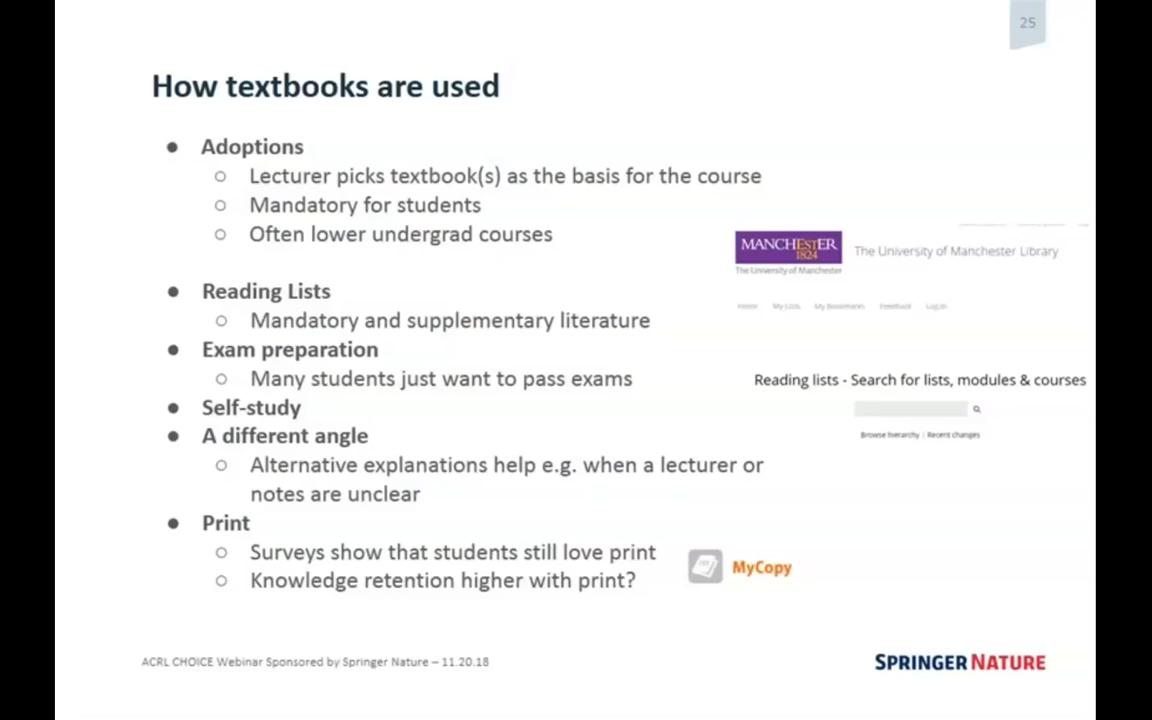 25
How textbooks are used
● Adoptions
○ Lecturer picks textbook(s) as the basis for the course
○ Mandatory for students
○ Often lower undergrad courses
● Reading Lists
○ Mandatory and supplementary literature
● Exam preparation
○ Many students just want to pass exams
● Self-study
● A different angle
○ Alternative explanations help e.g. when a lecturer or
notes are unclear
● Print
○ Surveys show that students still love print
○ Knowledge retention higher with print?
MANCHESTER
1824
The University of Manchester
The University of Manchester Library
Home My Lists My Bookmarks Feedback Log in
Reading lists - Search for lists, modules & courses
Browse hierarchy | Recent changes
MyCopy
ACRL CHOICE Webinar Sponsored by Springer Nature – 11.20.18
SPRINGER NATURE